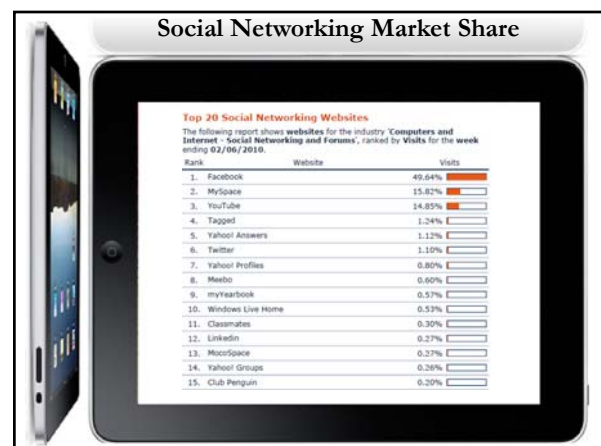 Social Networking Market Share
Top 20 Social Networking Websites
The following report shows websites for the industry 'Computers and
Internet - Social Networking and Forums', ranked by Visits for the week
ending 02/06/2010.
Rank Website Visits
1. Facebook 49.64%
2. MySpace 15.82%
3. YouTube 14.85%
4. Tagged 1.24%
5. Yahoo! Answers 1.12%
6. Twitter 1.10%
7. Yahoo! Profiles 0.80%
8. Meebo 0.60%
9. myYearbook 0.57%
10. Windows Live Home 0.53%
11. Classmates 0.30%
12. Linkedin 0.27%
13. MocoSpace 0.27%
14. Yahoo! Groups 0.26%
15. Club Penguin 0.20%